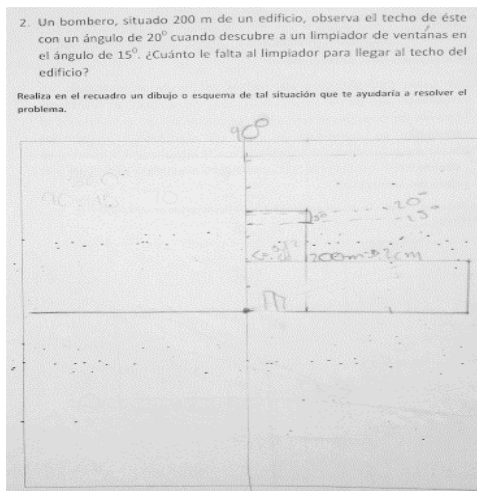 2. Un bombero, situado 200 m de un edificio, observa el techo de éste
con un ángulo de 20° cuando descubre a un limpiador de ventanas en
el ángulo de 15°. ¿Cuánto le falta al limpiador para llegar al techo del
edificio?
Realiza en el recuadro un dibujo o esquema de tal situación que te ayudaría a resolver el
problema.
90°
20°
15°
200m
2cm